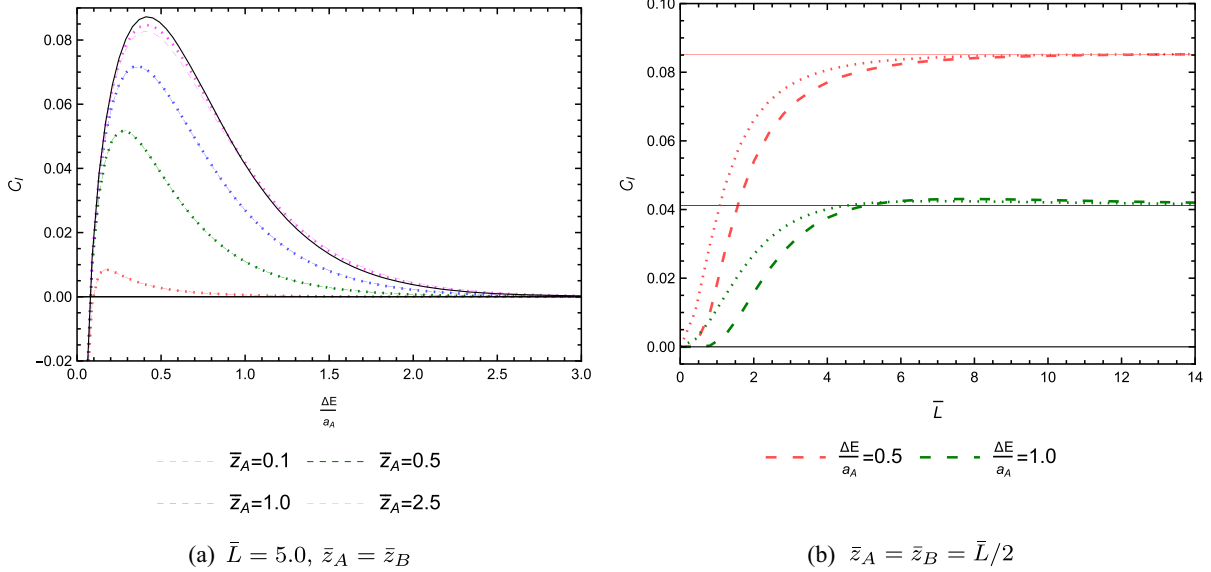 0.08
0.06
0.04
0.02
0.00
−0.02
C_I
0.0 0.5 1.0 1.5 2.0 2.5 3.0
ΔE
a_A
z̄_A=0.1 z̄_A=0.5
z̄_A=1.0 z̄_A=2.5
(a) L̄ = 5.0, z̄_A = z̄_B
0.10
0.08
0.06
0.04
0.02
0.00
C_I
0 2 4 6 8 10 12 14
L̄
ΔE/a_A=0.5 ΔE/a_A=1.0
(b) z̄_A = z̄_B = L̄/2